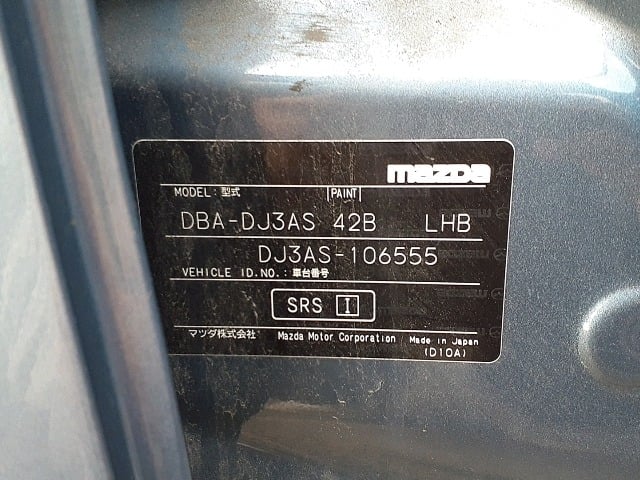 mazda
MODEL: 型式 PAINT
DBA-DJ3AS 42B LHB
DJ3AS-106555
VEHICLE ID.NO.: 車台番号
SRS I
マツダ株式会社 Mazda Motor Corporation Made in Japan
(D10A)